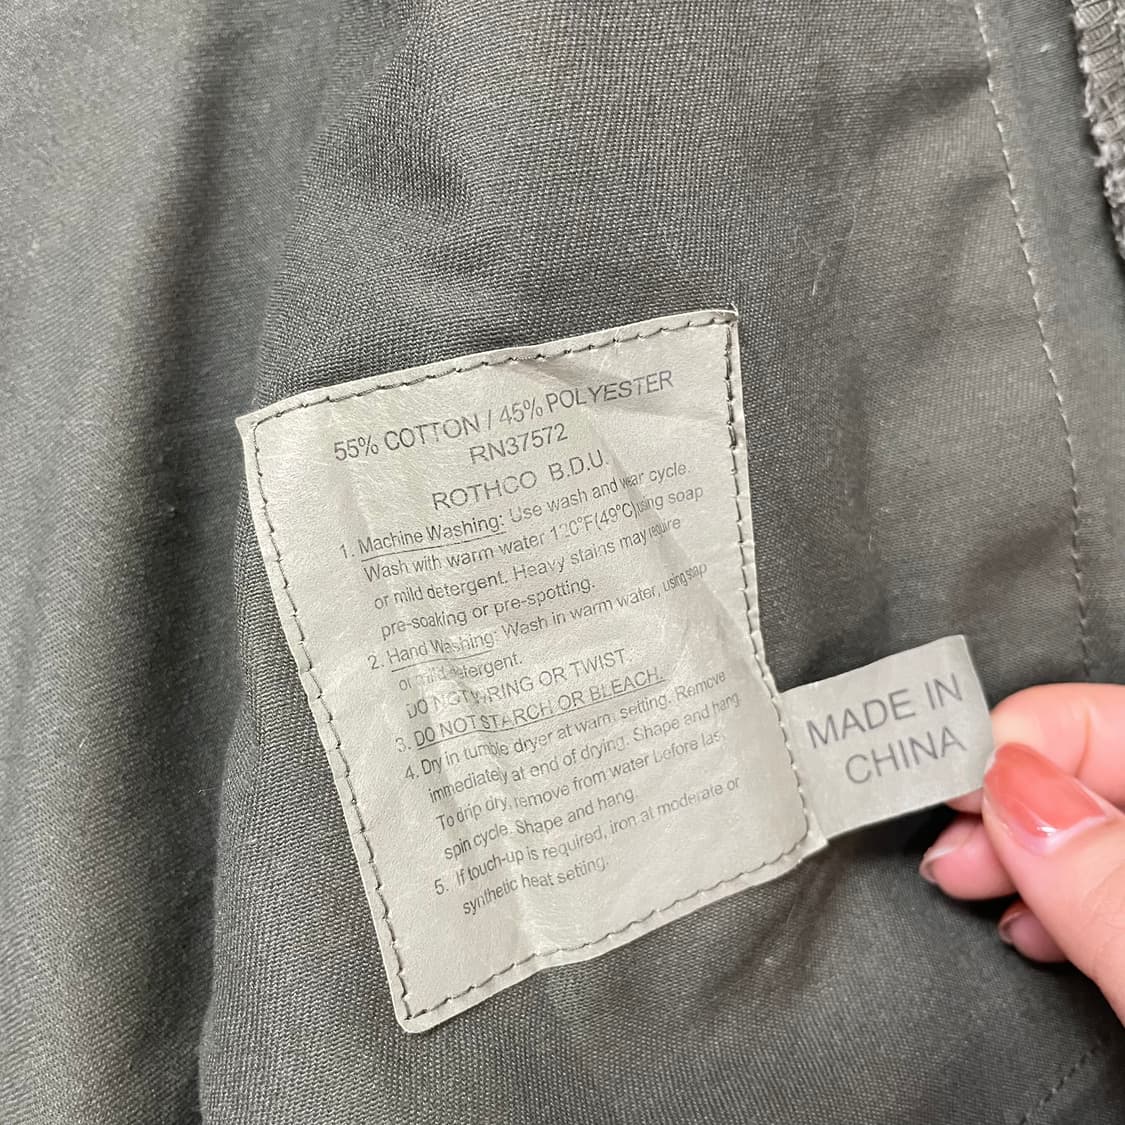 55% COTTON / 45% POLYESTER
RN37572
ROTHCO B.D.U.
1. Machine Washing: Use wash and wear cycle.
Wash with warm water 120°F(49°C)using soap
or mild detergent. Heavy stains may require
pre-soaking or pre-spotting.
2. Hand Washing: Wash in warm water, using soap
or mild detergent.
DO NOT WRING OR TWIST.
3. DO NOT STARCH OR BLEACH.
4. Dry in tumble dryer at warm setting. Remove
immediately at end of drying. Shape and hang.
To drip dry, remove from water before last
spin cycle. Shape and hang.
5. If touch-up is required, iron at moderate or
synthetic heat setting.
MADE IN
CHINA